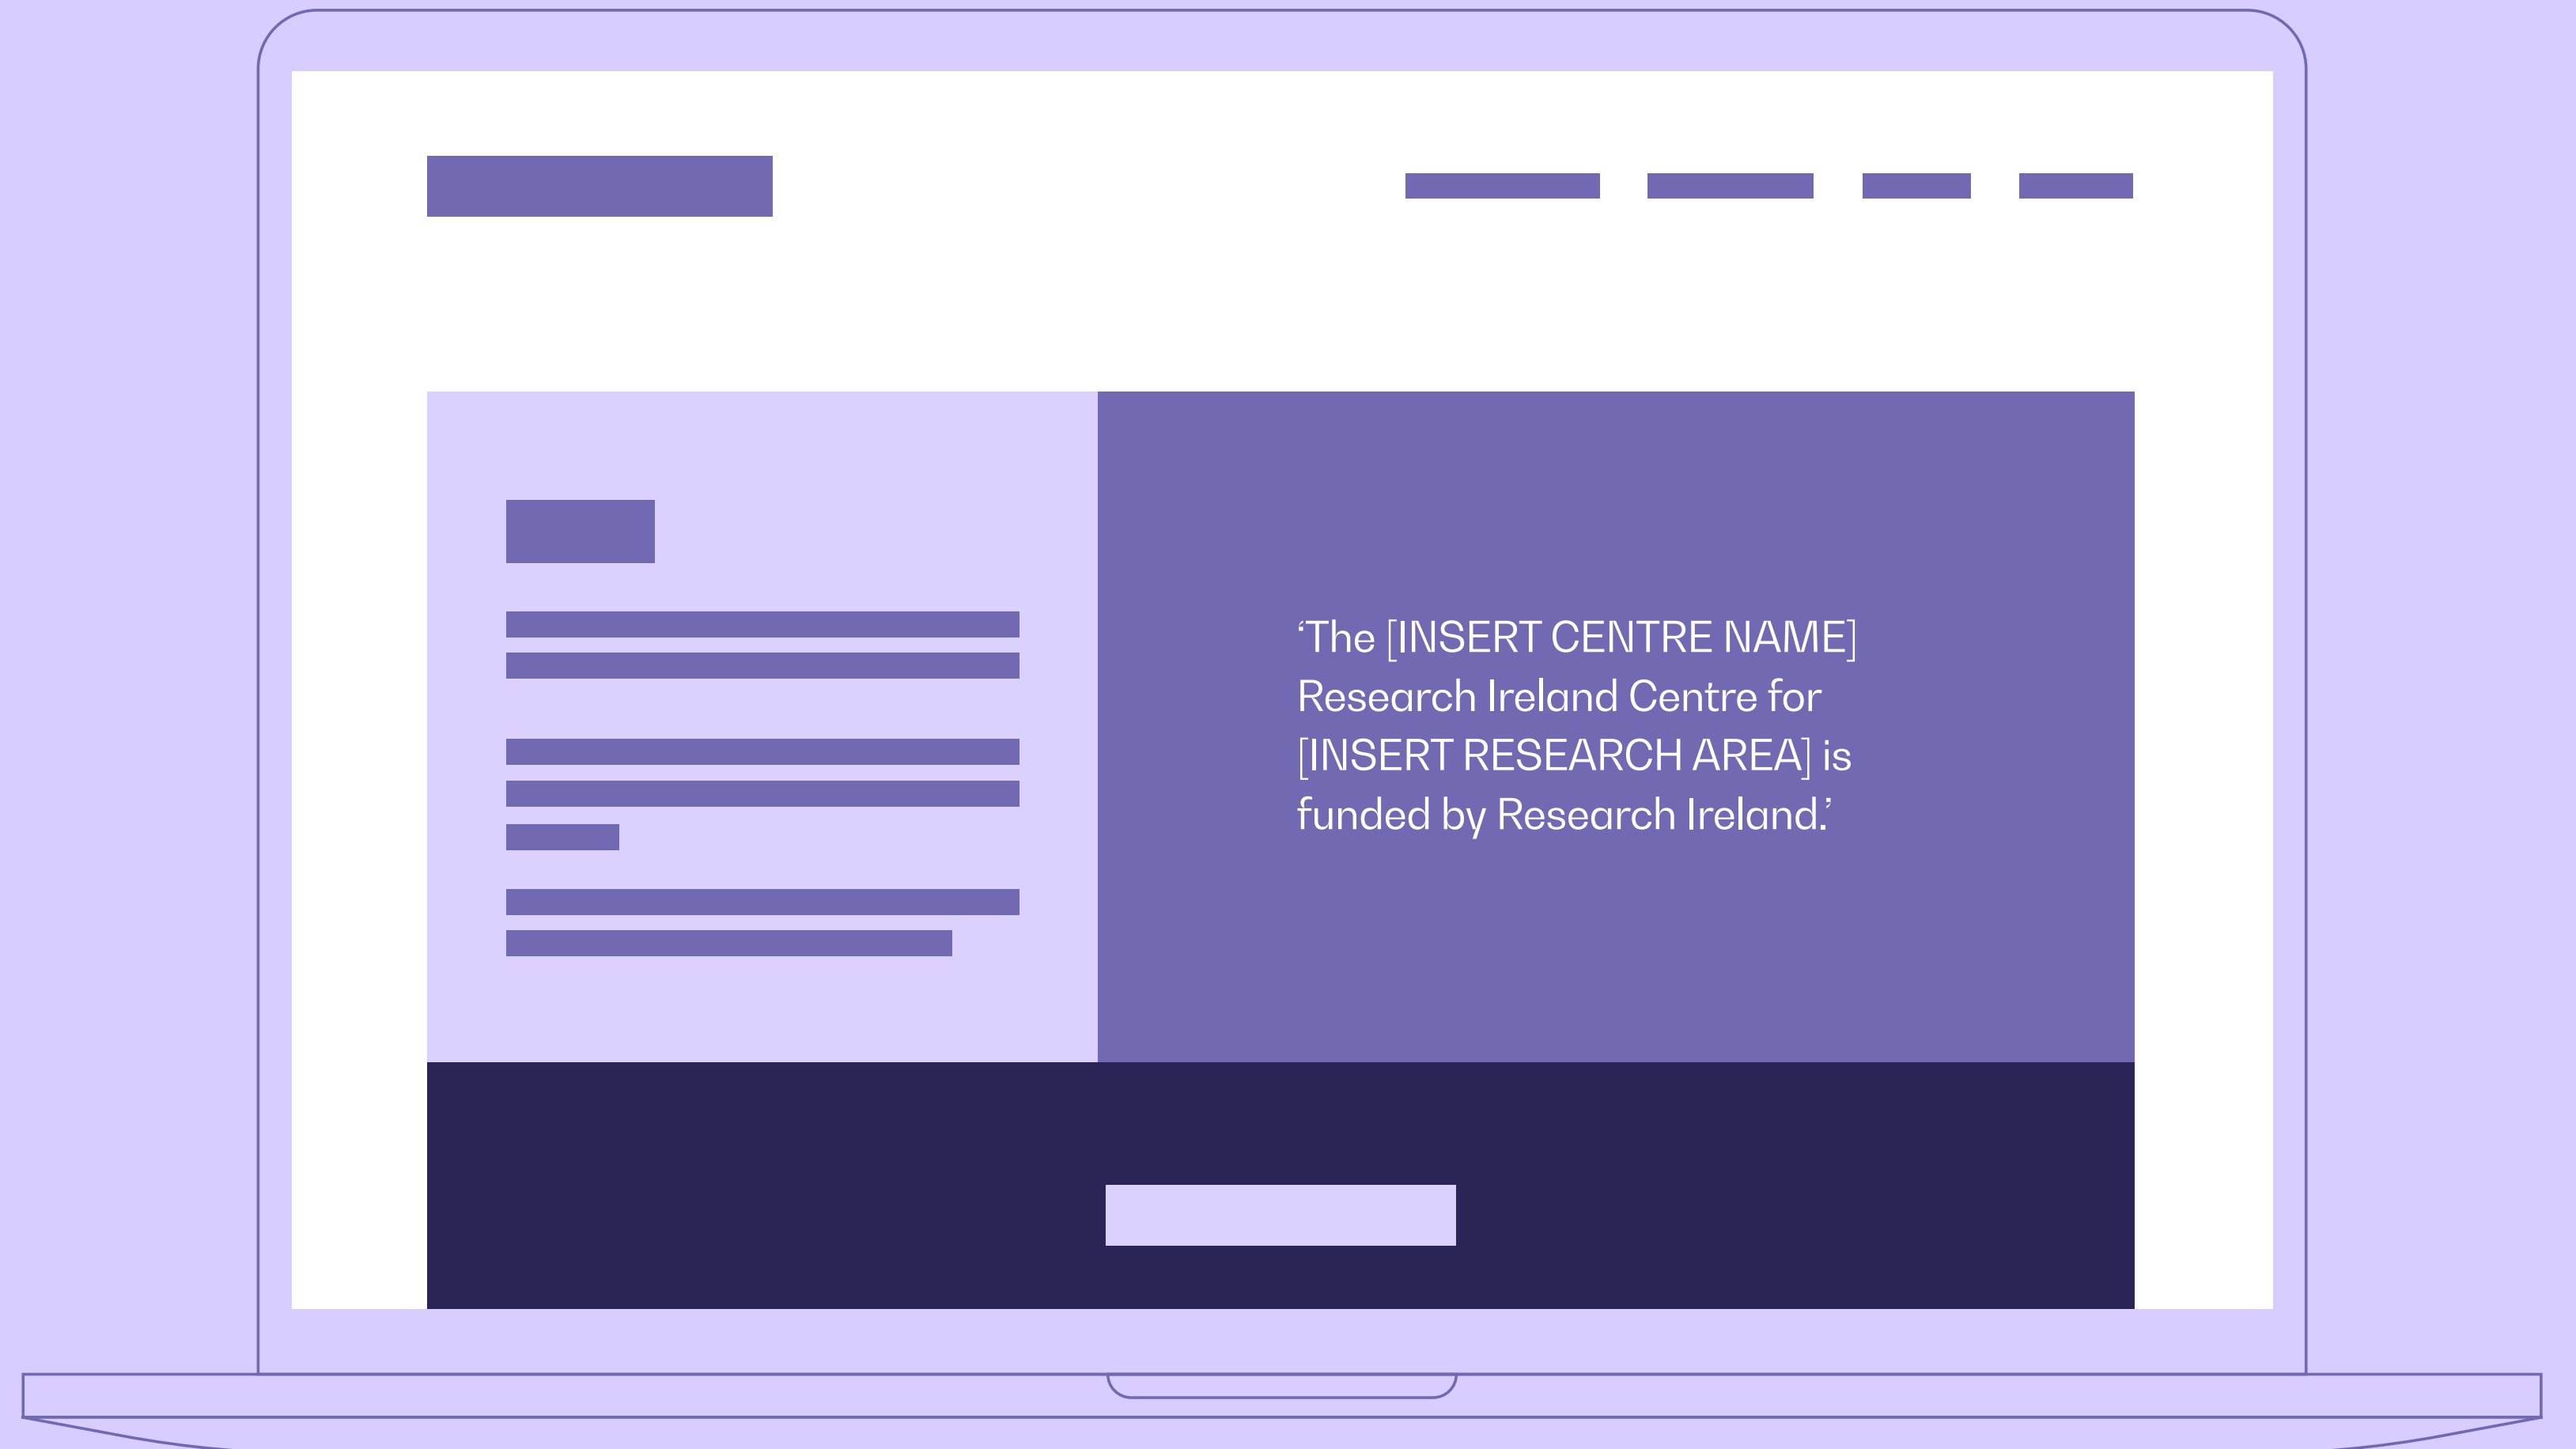 ‘The [INSERT CENTRE NAME]
Research Ireland Centre for
[INSERT RESEARCH AREA] is
funded by Research Ireland.’